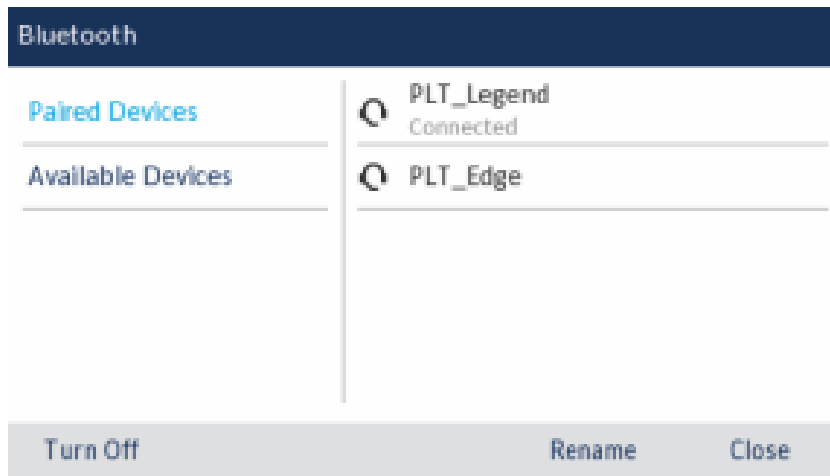 Bluetooth
Paired Devices
Available Devices
PLT_Legend
Connected
PLT_Edge
Turn Off
Rename
Close